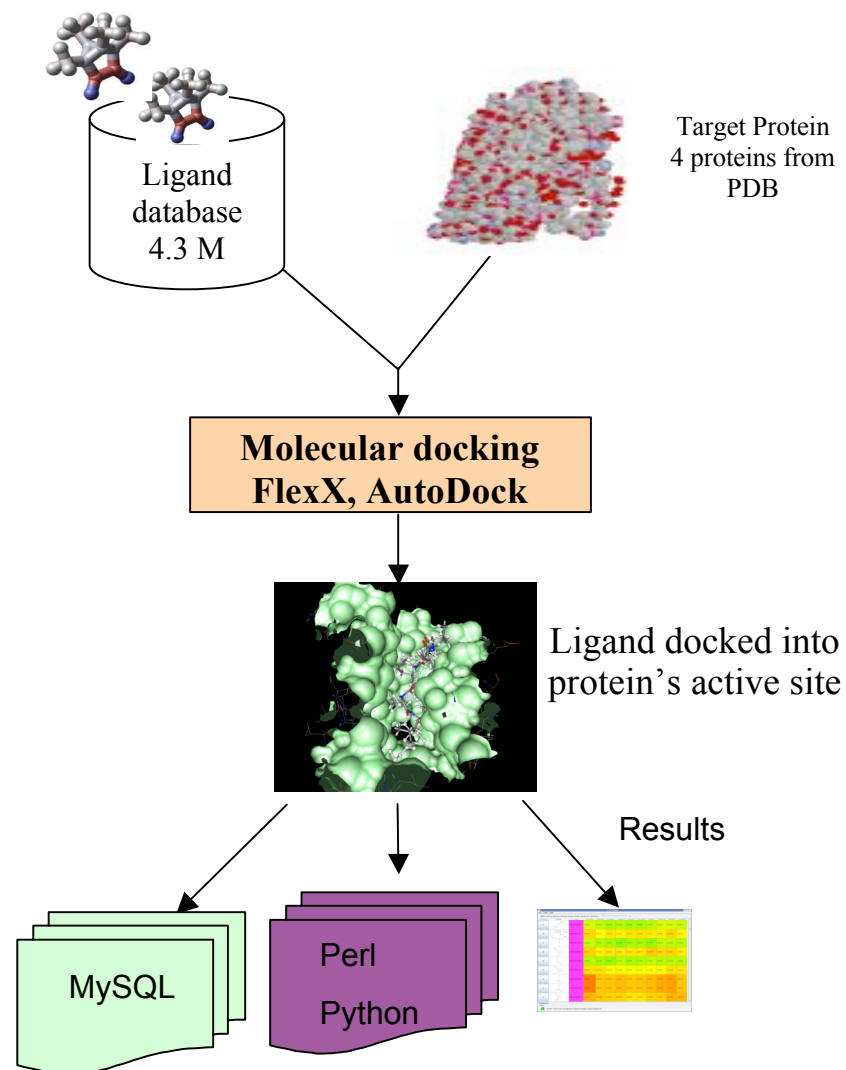 Ligand
database
4.3 M
Target Protein
4 proteins from
PDB
Molecular docking
FlexX, AutoDock
Ligand docked into
protein’s active site
Results
MySQL
Perl
Python